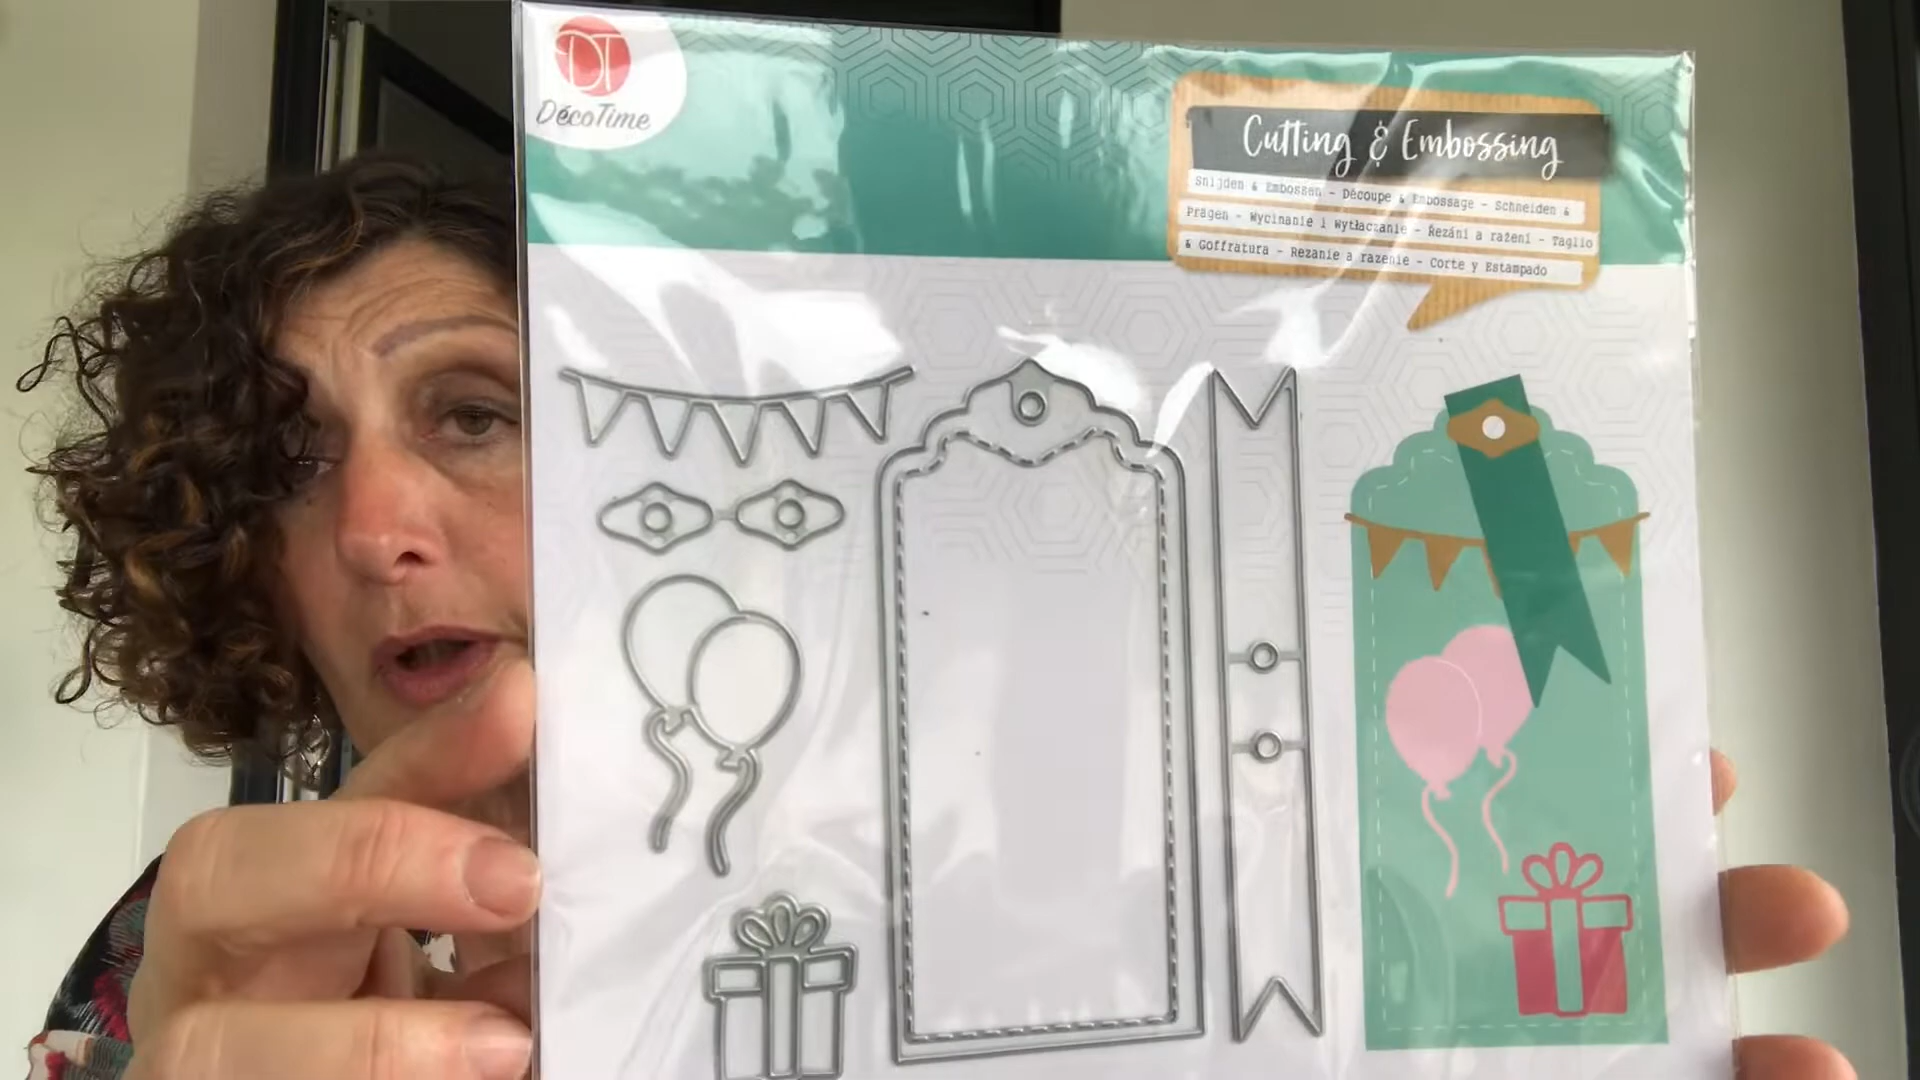 DT
DécoTime
Cutting & Embossing
Snijden & Embossen - Découpe & Embossage - Schneiden &
Prägen - Wycinanie i Wytłaczanie - Řezání a ražení - Taglio
& Goffratura - Rezanie a razenie - Corte y Estampado